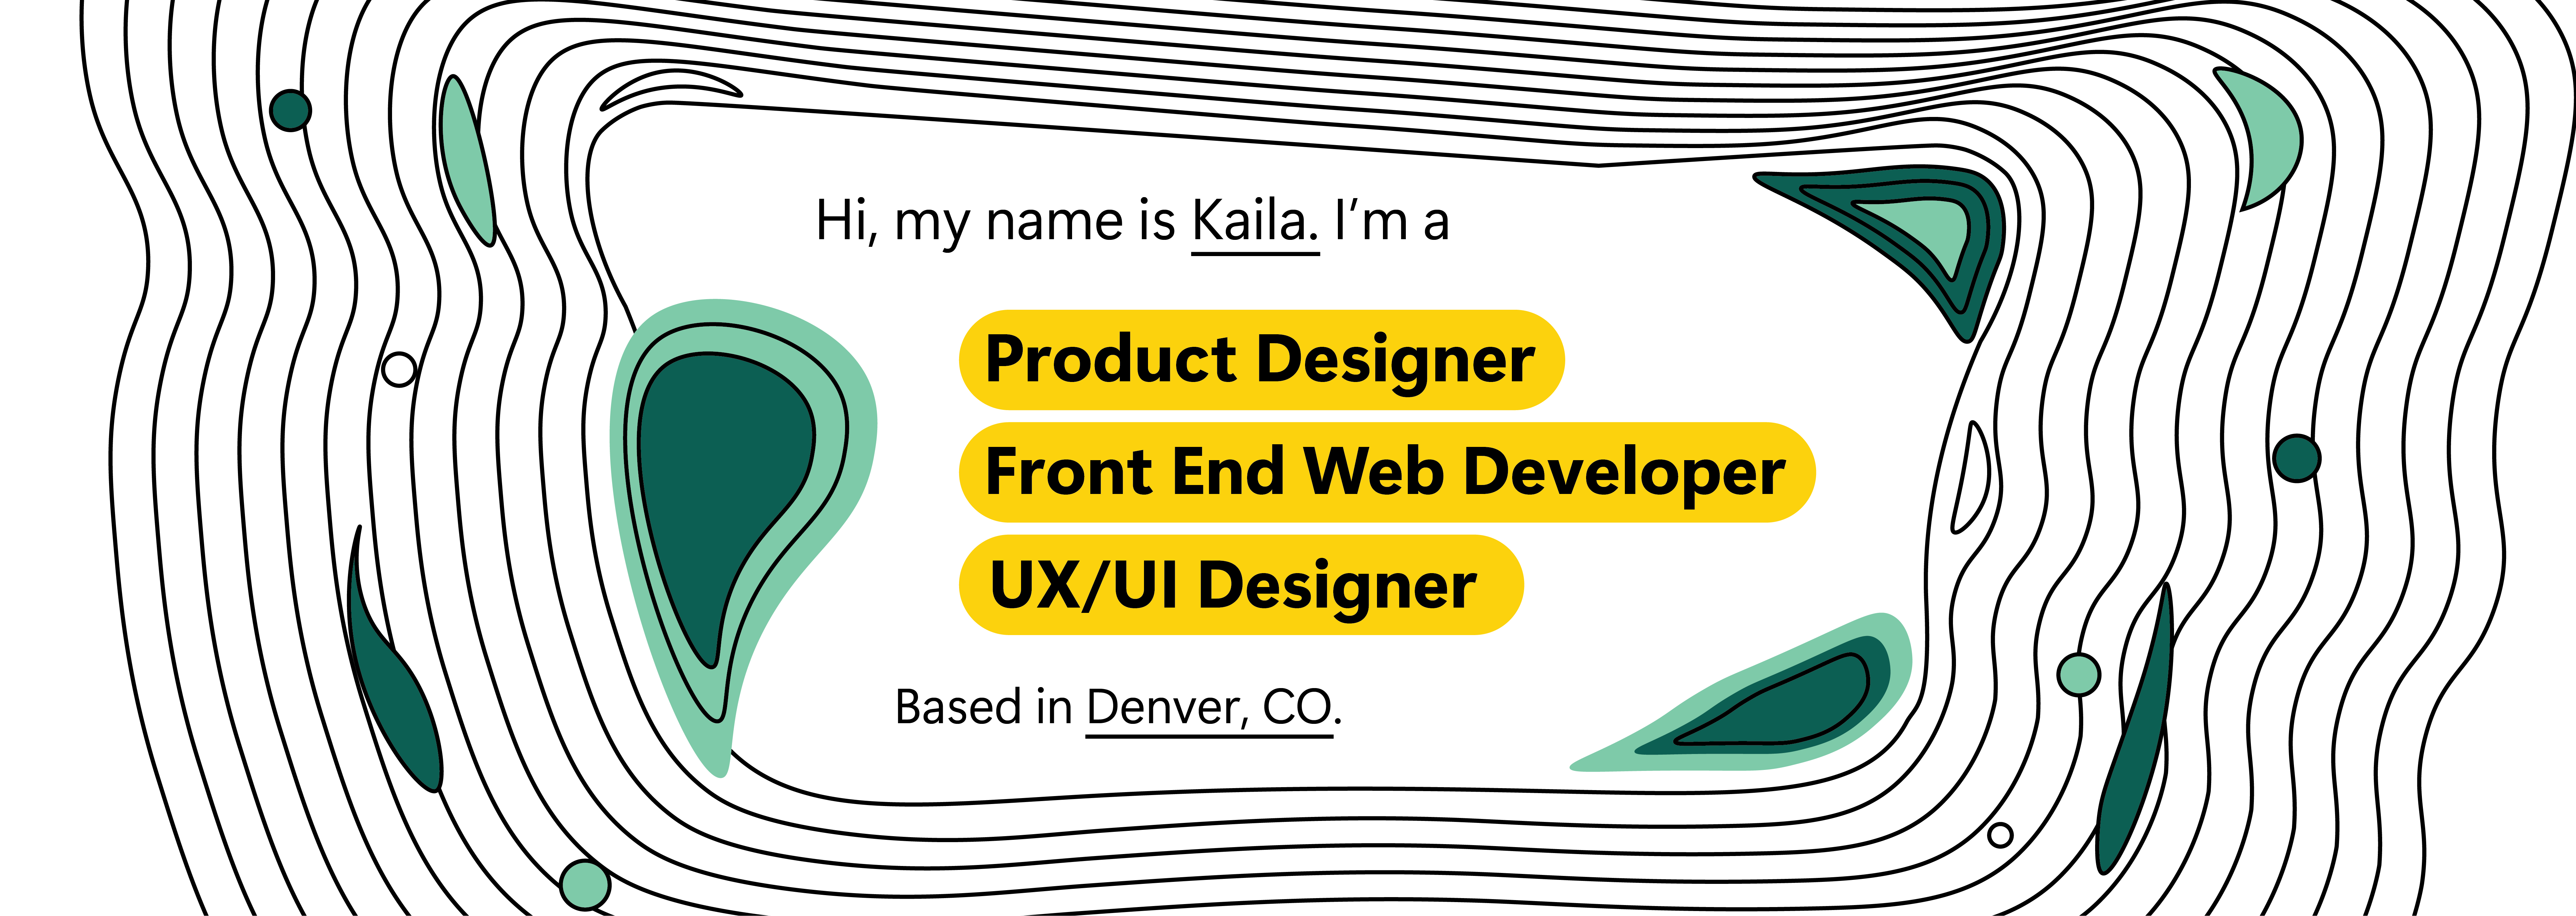 Hi, my name is Kaila. I’m a
Product Designer
Front End Web Developer
UX/UI Designer
Based in Denver, CO.